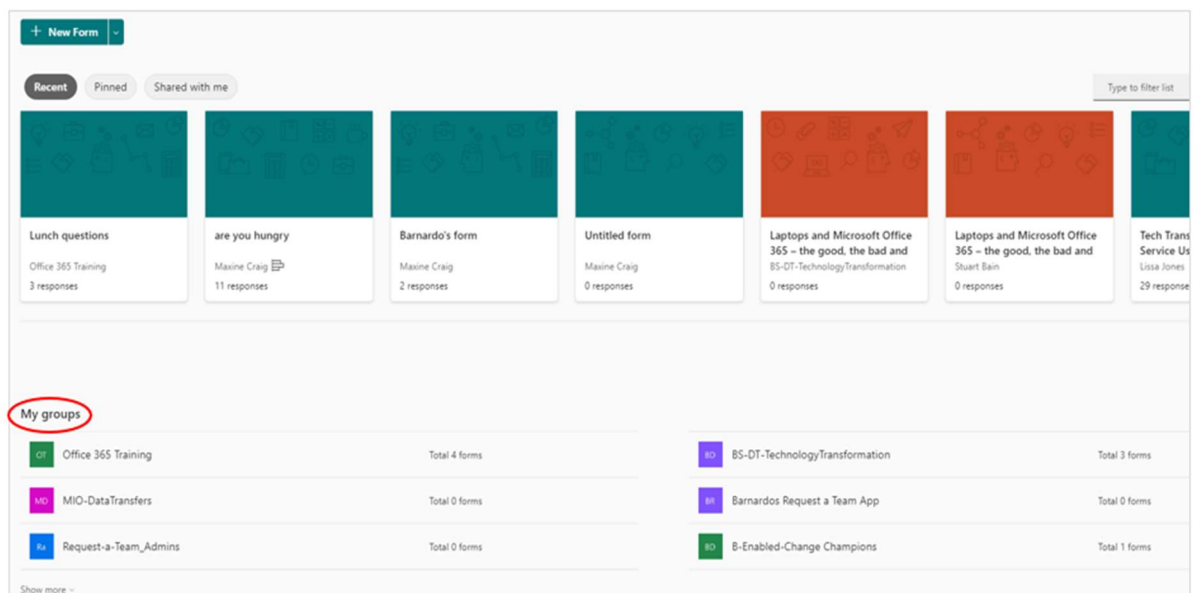 + New Form
Recent
Pinned
Shared with me
Type to filter list
Lunch questions
Office 365 Training
3 responses
are you hungry
Maxine Craig
11 responses
Barnardo's form
Maxine Craig
2 responses
Untitled form
Maxine Craig
0 responses
Laptops and Microsoft Office
365 – the good, the bad and
BS-DT-TechnologyTransformation
0 responses
Laptops and Microsoft Office
365 – the good, the bad and
Stuart Bain
0 responses
Tech Trans
Service Us
Lissa Jones
29 response
My groups
OT Office 365 Training Total 4 forms
BD BS-DT-TechnologyTransformation Total 3 forms
MD MIO-DataTransfers Total 0 forms
BR Barnardos Request a Team App Total 0 forms
Ra Request-a-Team_Admins Total 0 forms
BD B-Enabled-Change Champions Total 1 forms
Show more